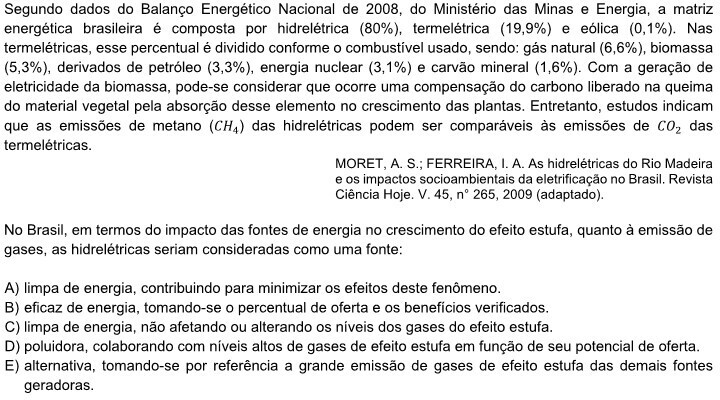 Segundo dados do Balanço Energético Nacional de 2008, do Ministério das Minas e Energia, a matriz
energética brasileira é composta por hidrelétrica (80%), termelétrica (19,9%) e eólica (0,1%). Nas
termelétricas, esse percentual é dividido conforme o combustível usado, sendo: gás natural (6,6%), biomassa
(5,3%), derivados de petróleo (3,3%), energia nuclear (3,1%) e carvão mineral (1,6%). Com a geração de
eletricidade da biomassa, pode-se considerar que ocorre uma compensação do carbono liberado na queima
do material vegetal pela absorção desse elemento no crescimento das plantas. Entretanto, estudos indicam
que as emissões de metano (CH₄) das hidrelétricas podem ser comparáveis às emissões de CO₂ das
termelétricas.
MORET, A. S.; FERREIRA, I. A. As hidrelétricas do Rio Madeira
e os impactos socioambientais da eletrificação no Brasil. Revista
Ciência Hoje. V. 45, n° 265, 2009 (adaptado).
No Brasil, em termos do impacto das fontes de energia no crescimento do efeito estufa, quanto à emissão de
gases, as hidrelétricas seriam consideradas como uma fonte:
A) limpa de energia, contribuindo para minimizar os efeitos deste fenômeno.
B) eficaz de energia, tomando-se o percentual de oferta e os benefícios verificados.
C) limpa de energia, não afetando ou alterando os níveis dos gases do efeito estufa.
D) poluidora, colaborando com níveis altos de gases de efeito estufa em função de seu potencial de oferta.
E) alternativa, tomando-se por referência a grande emissão de gases de efeito estufa das demais fontes
geradoras.